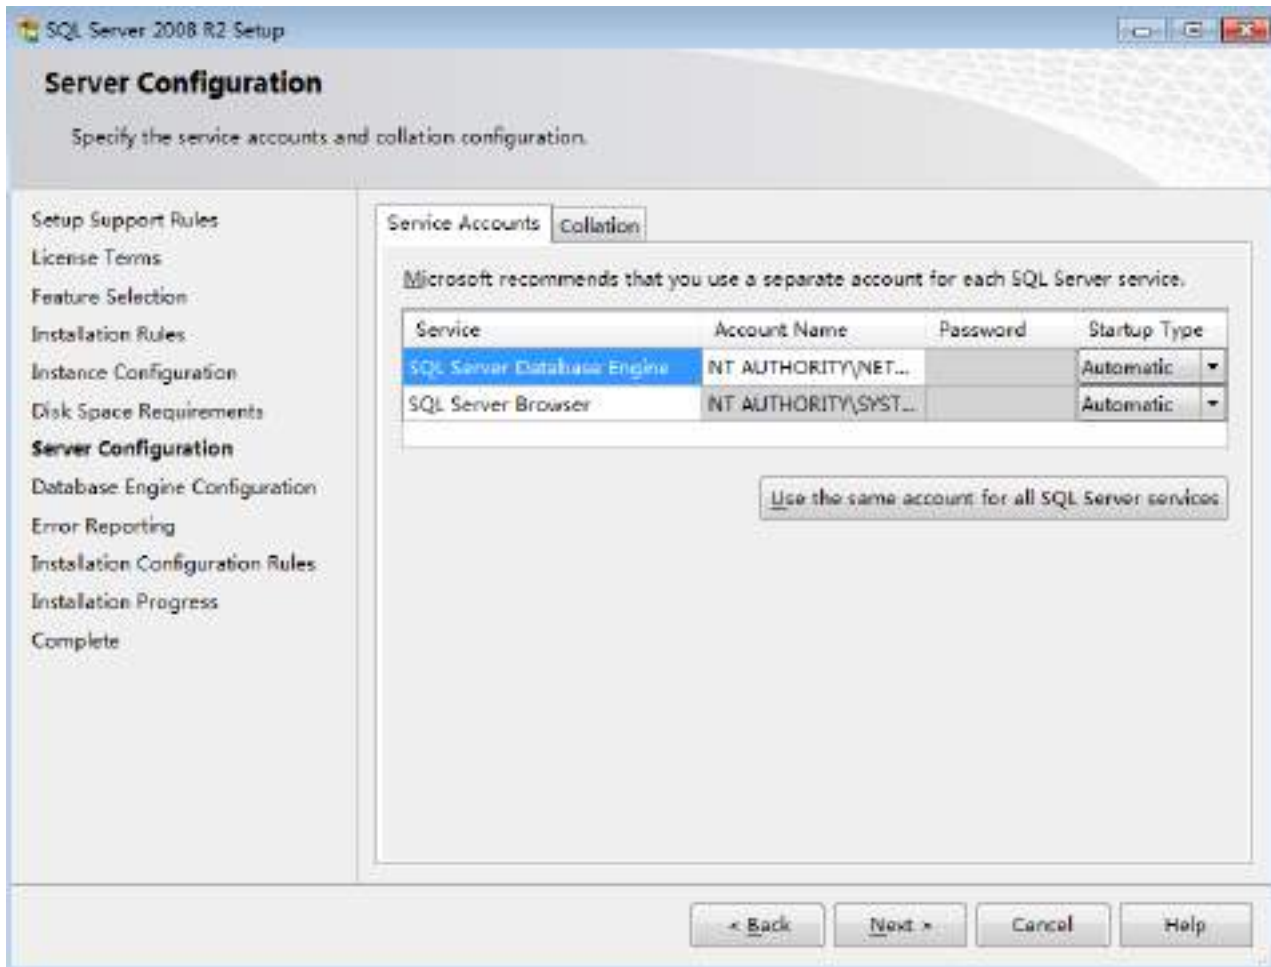 SQL Server 2008 R2 Setup
Server Configuration
Specify the service accounts and collation configuration.
Setup Support Rules
License Terms
Feature Selection
Installation Rules
Instance Configuration
Disk Space Requirements
Server Configuration
Database Engine Configuration
Error Reporting
Installation Configuration Rules
Installation Progress
Complete
Service Accounts Collation
Microsoft recommends that you use a separate account for each SQL Server service.
Service Account Name Password Startup Type
SQL Server Database Engine NT AUTHORITY\NET... Automatic
SQL Server Browser NT AUTHORITY\SYST... Automatic
Use the same account for all SQL Server services
< Back Next > Cancel Help